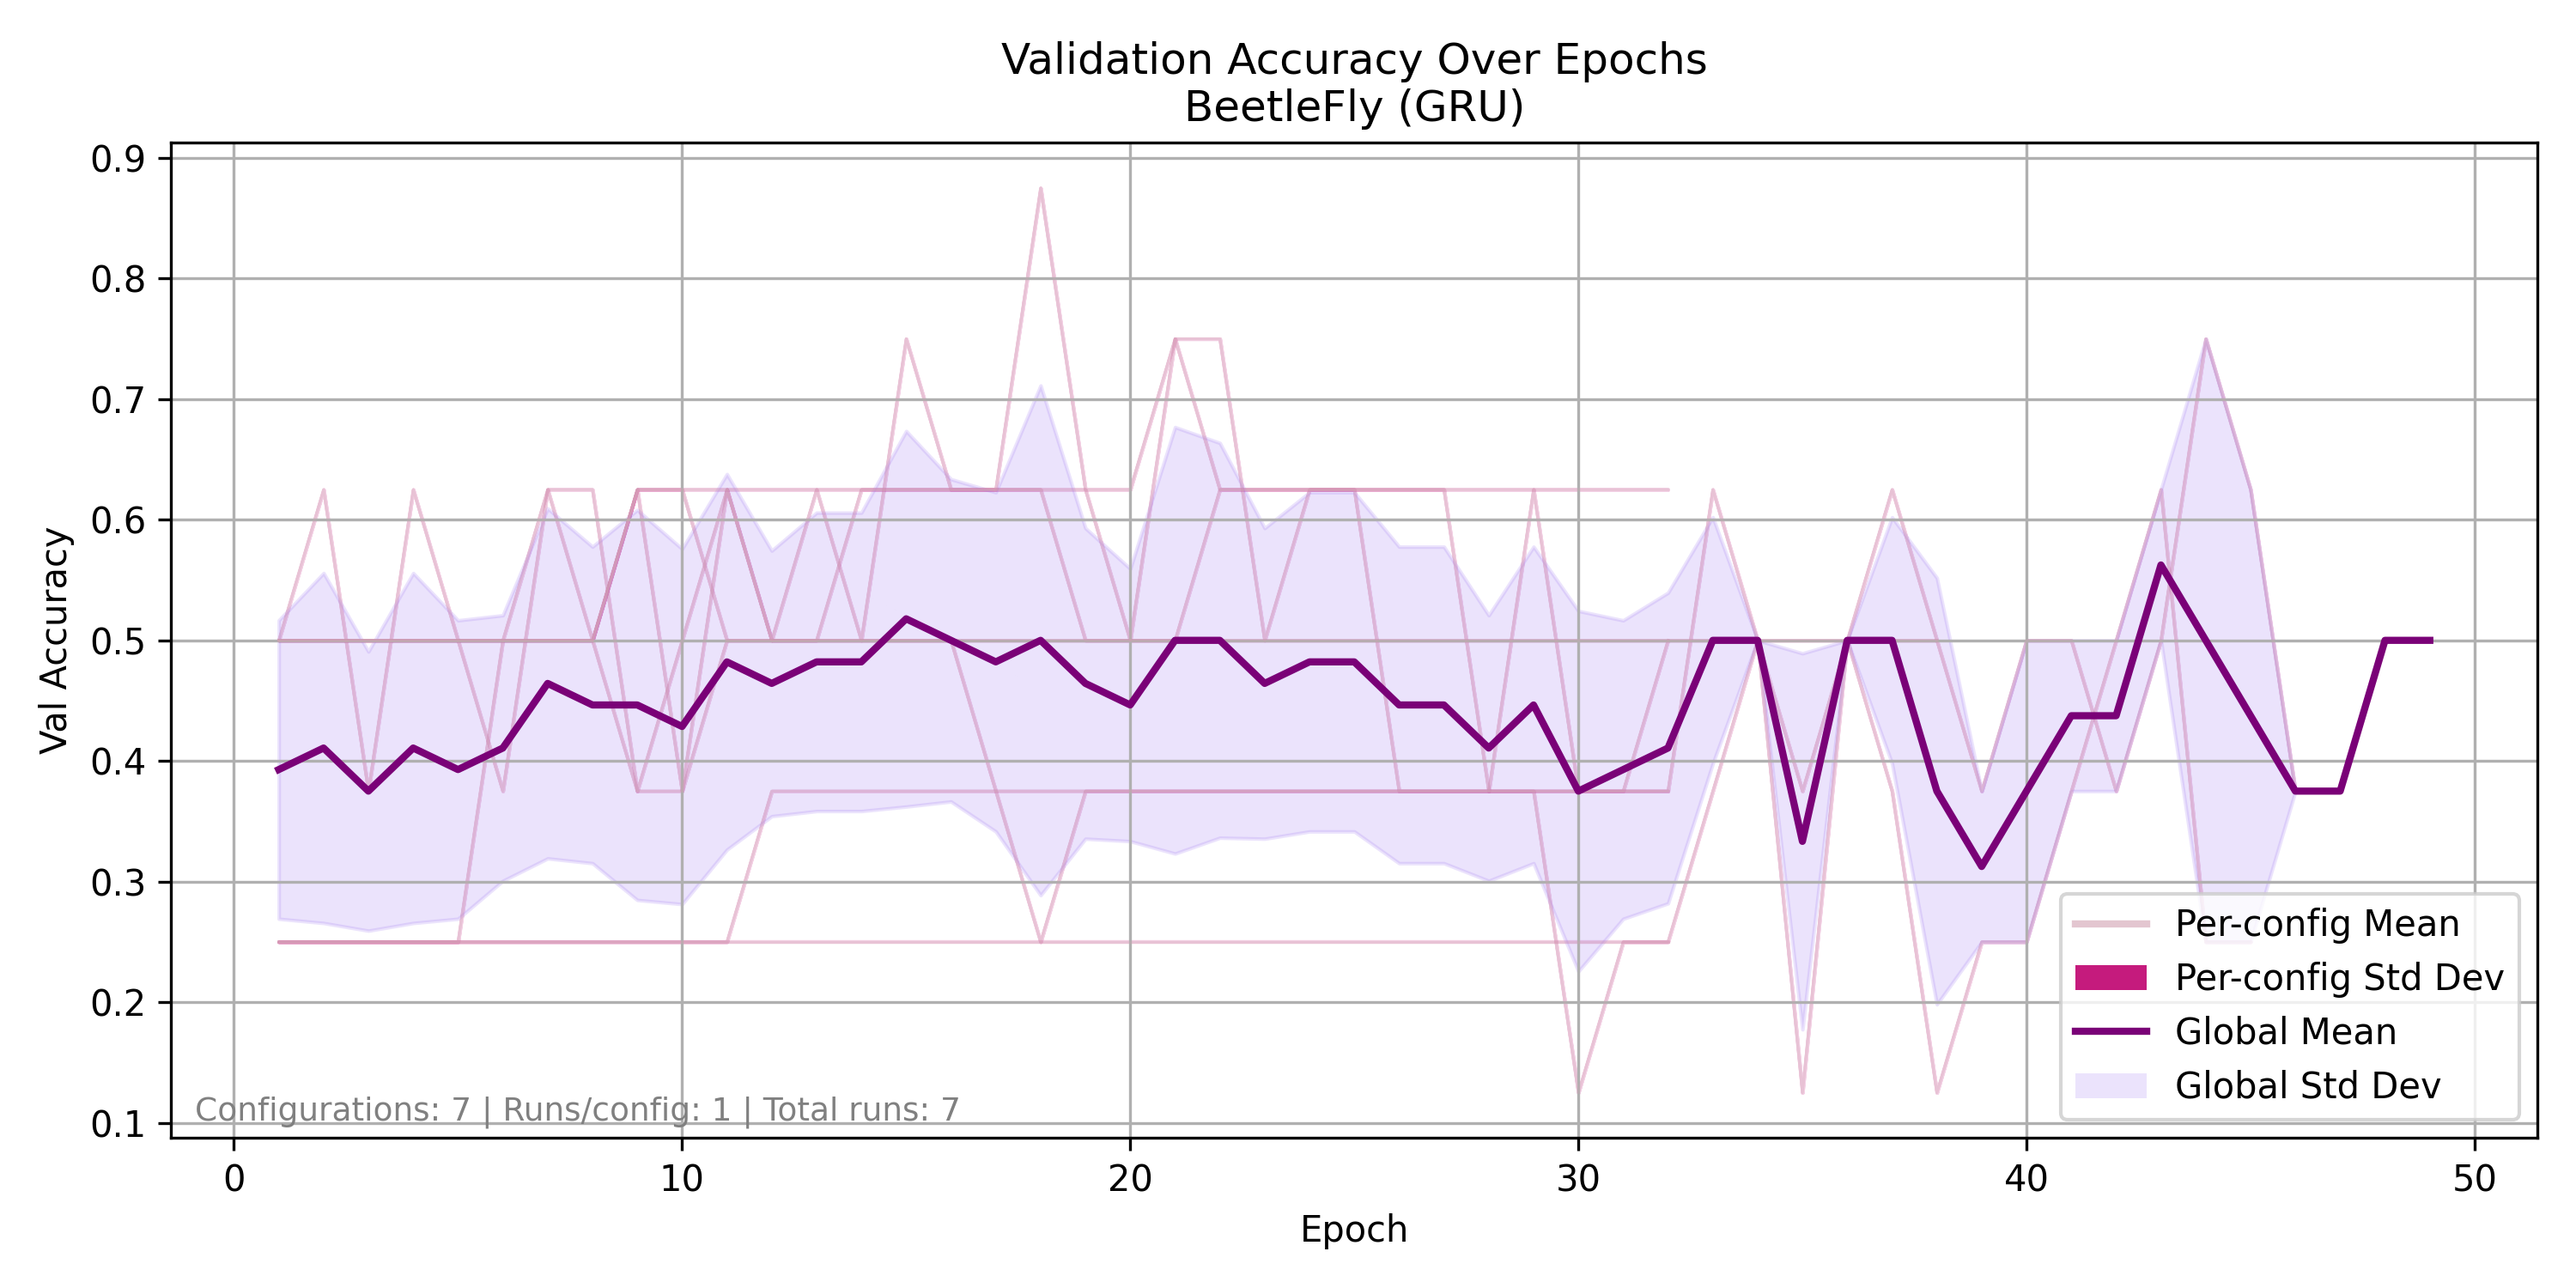 Validation Accuracy Over Epochs
BeetleFly (GRU)
0.9
0.8
0.7
0.6
0.5
0.4
0.3
0.2
0.1
Val Accuracy
Per-config Mean
Per-config Std Dev
Global Mean
Global Std Dev
Configurations: 7 | Runs/config: 1 | Total runs: 7
0
10
20
30
40
50
Epoch